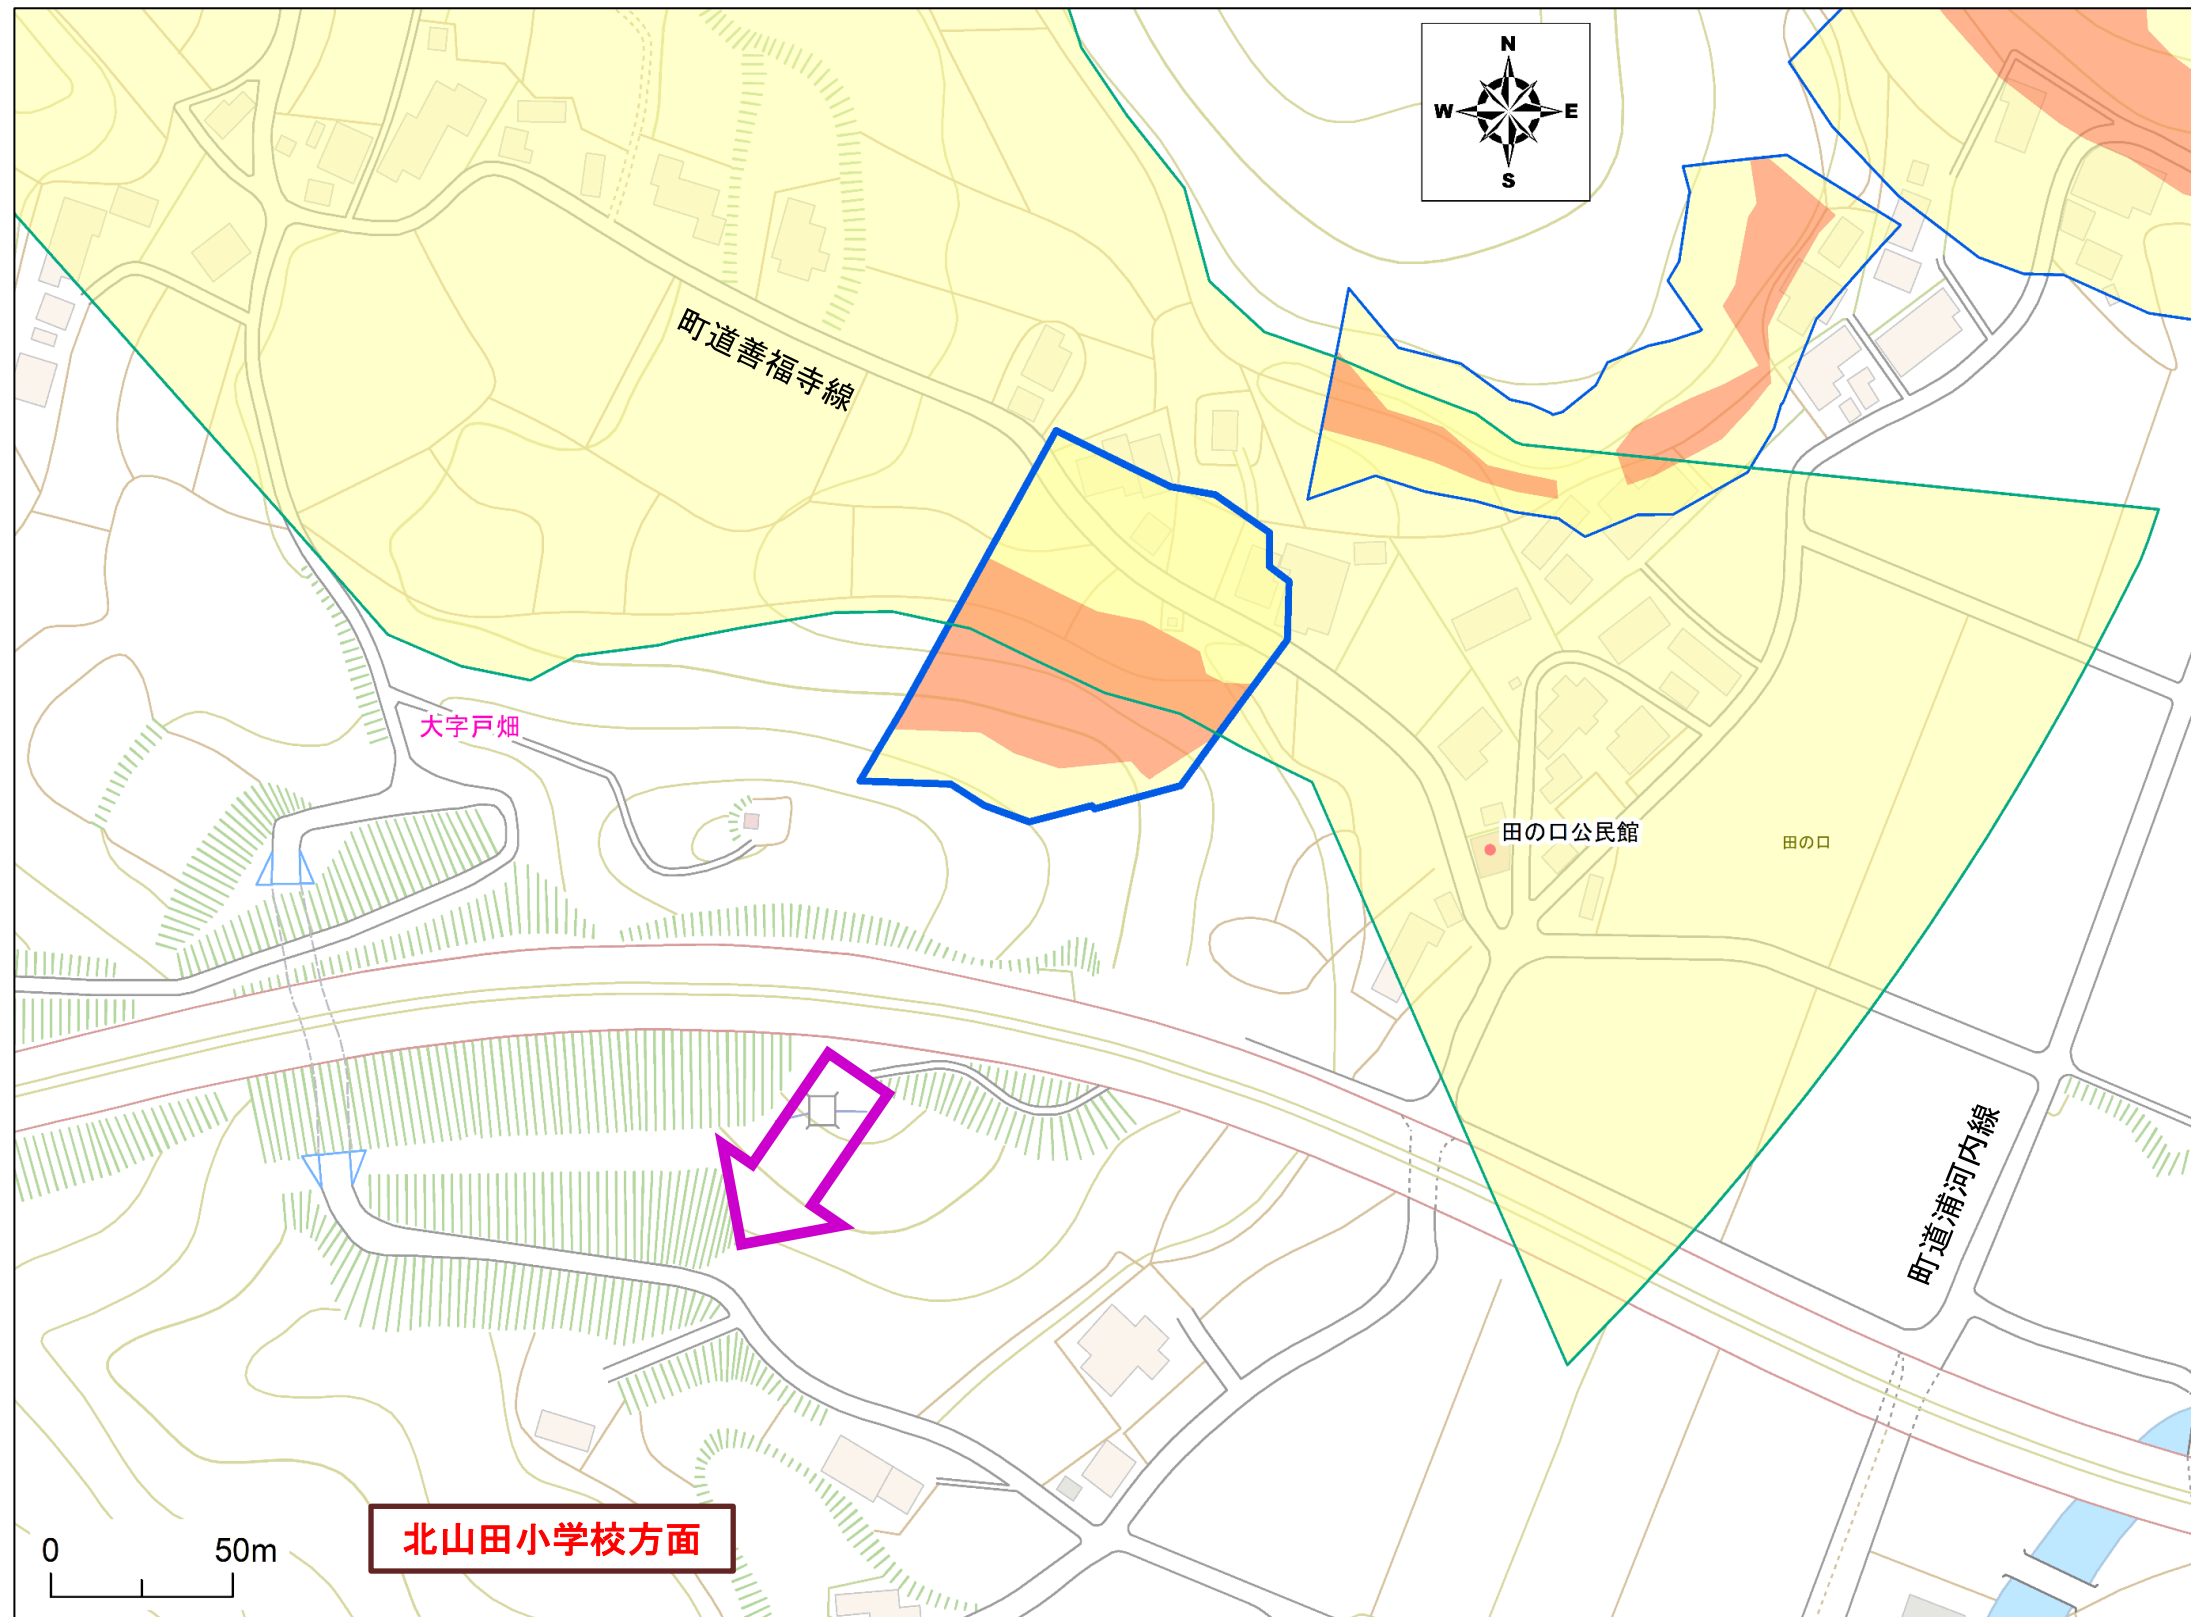 N
W E
S
町道善福寺線
大字戸畑
田の口公民館
田の口
町道浦河内線
北山田小学校方面
0 50m